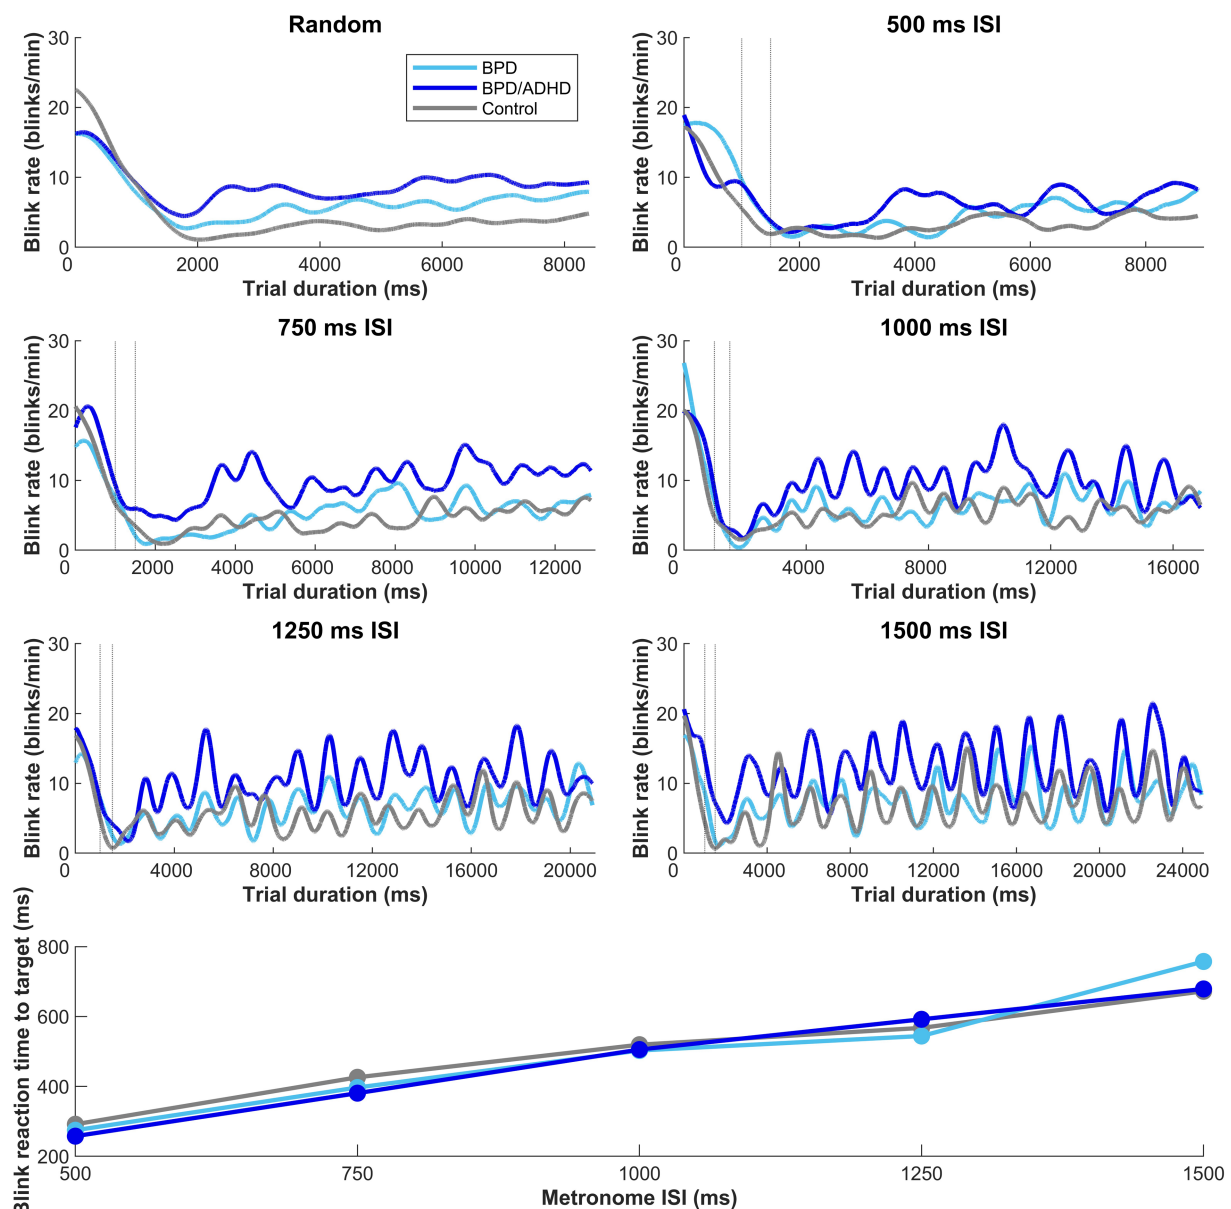 Random
Blink rate (blinks/min)
30
20
10
0
BPD
BPD/ADHD
Control
0 2000 4000 6000 8000
Trial duration (ms)
500 ms ISI
Blink rate (blinks/min)
30
20
10
0
0 2000 4000 6000 8000
Trial duration (ms)
750 ms ISI
Blink rate (blinks/min)
30
20
10
0
0 2000 4000 6000 8000 10000 12000
Trial duration (ms)
1000 ms ISI
Blink rate (blinks/min)
30
20
10
0
0 4000 8000 12000 16000
Trial duration (ms)
1250 ms ISI
Blink rate (blinks/min)
30
20
10
0
0 4000 8000 12000 16000 20000
Trial duration (ms)
1500 ms ISI
Blink rate (blinks/min)
30
20
10
0
0 4000 8000 12000 16000 20000 24000
Trial duration (ms)
Blink reaction time to target (ms)
800
600
400
200
500 750 1000 1250 1500
Metronome ISI (ms)